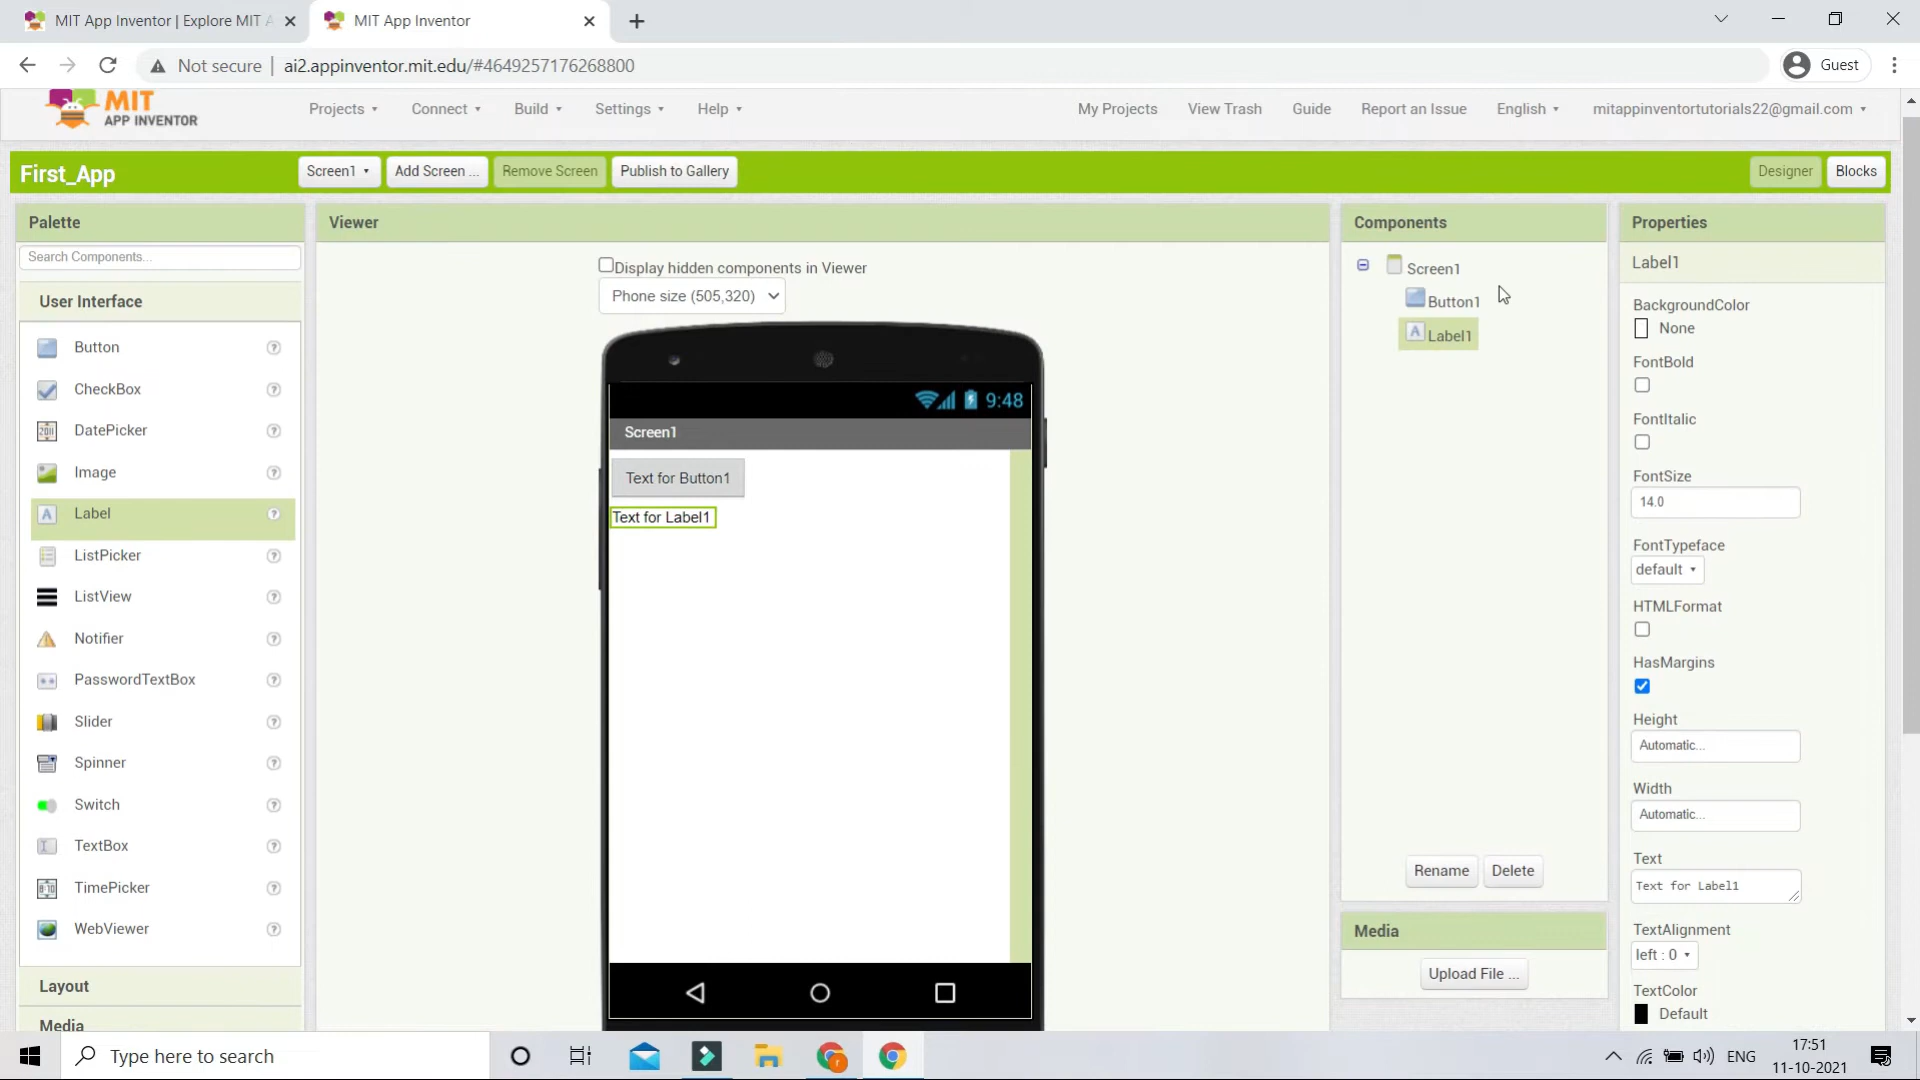 MIT App Inventor | Explore MIT A
MIT App Inventor
Not secure
ai2.appinventor.mit.edu/#4649257176268800
Guest
MIT
APP INVENTOR
Projects
Connect
Build
Settings
Help
My Projects
View Trash
Guide
Report an Issue
English
mitappinventortutorials22@gmail.com
First_App
Screen1
Add Screen ...
Remove Screen
Publish to Gallery
Designer
Blocks
Palette
Search Components...
User Interface
Button
CheckBox
DatePicker
Image
Label
ListPicker
ListView
Notifier
PasswordTextBox
Slider
Spinner
Switch
TextBox
TimePicker
WebViewer
Layout
Media
Viewer
Display hidden components in Viewer
Phone size (505,320)
9:48
Screen1
Text for Button1
Text for Label1
Components
Screen1
Button1
Label1
Rename
Delete
Media
Upload File ...
Properties
Label1
BackgroundColor
None
FontBold
FontItalic
FontSize
14.0
FontTypeface
default
HTMLFormat
HasMargins
Height
Automatic...
Width
Automatic...
Text
Text for Label1
TextAlignment
left : 0
TextColor
Default
Type here to search
ENG
17:51
11-10-2021